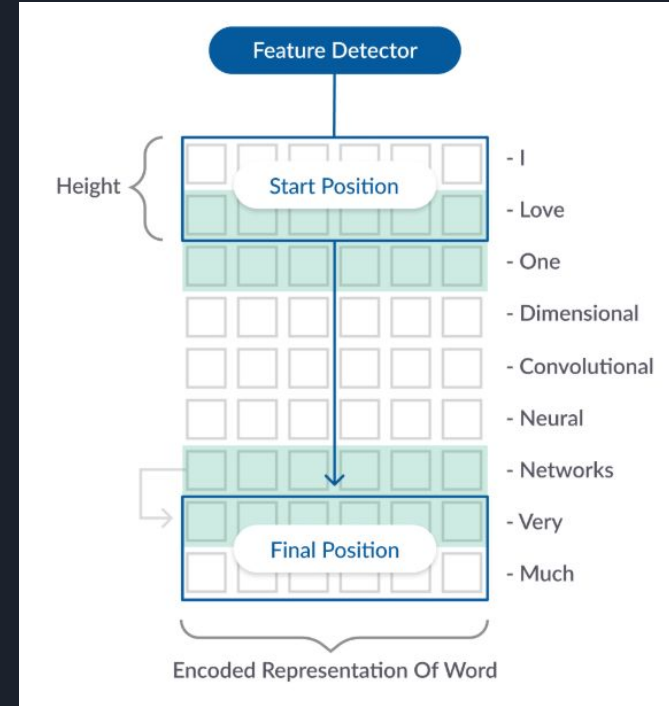 Feature Detector
Height
Start Position
- I
- Love
- One
- Dimensional
- Convolutional
- Neural
- Networks
- Very
Final Position
- Much
Encoded Representation Of Word